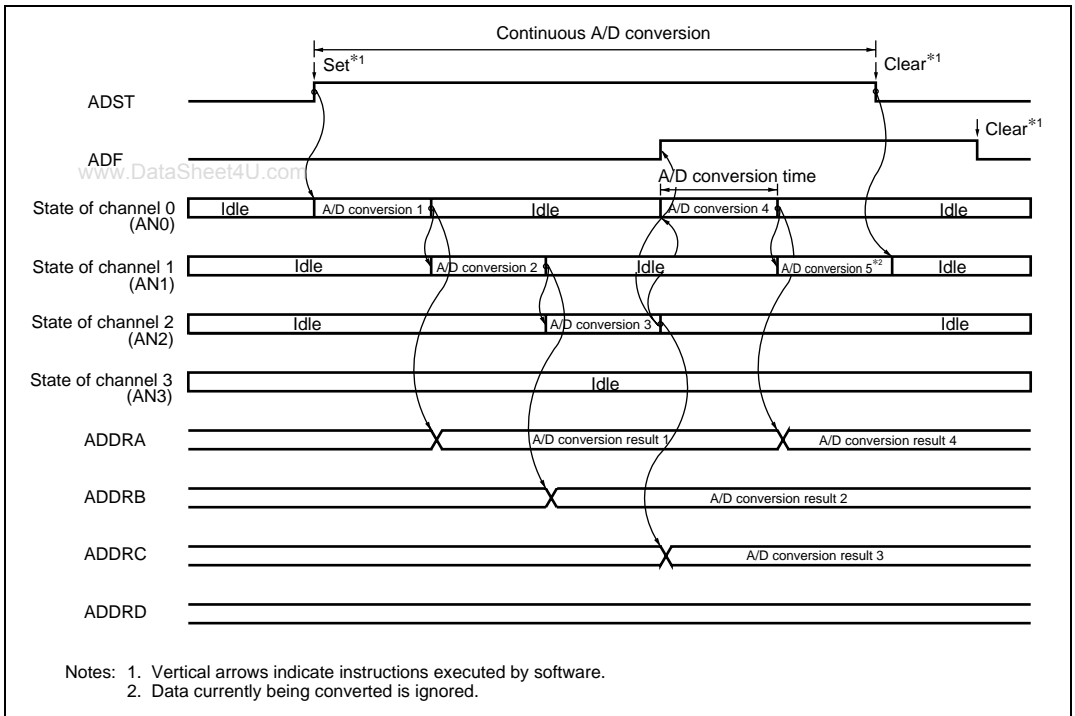 Continuous A/D conversion
Set*1
Clear*1
ADST
Clear*1
ADF
www.DataSheet4U.com
A/D conversion time
State of channel 0 (AN0)
Idle
A/D conversion 1
Idle
A/D conversion 4
Idle
State of channel 1 (AN1)
Idle
A/D conversion 2
Idle
A/D conversion 5*2
Idle
State of channel 2 (AN2)
Idle
A/D conversion 3
Idle
State of channel 3 (AN3)
Idle
ADDRA
A/D conversion result 1
A/D conversion result 4
ADDRB
A/D conversion result 2
ADDRC
A/D conversion result 3
ADDRD
Notes: 1. Vertical arrows indicate instructions executed by software.
2. Data currently being converted is ignored.